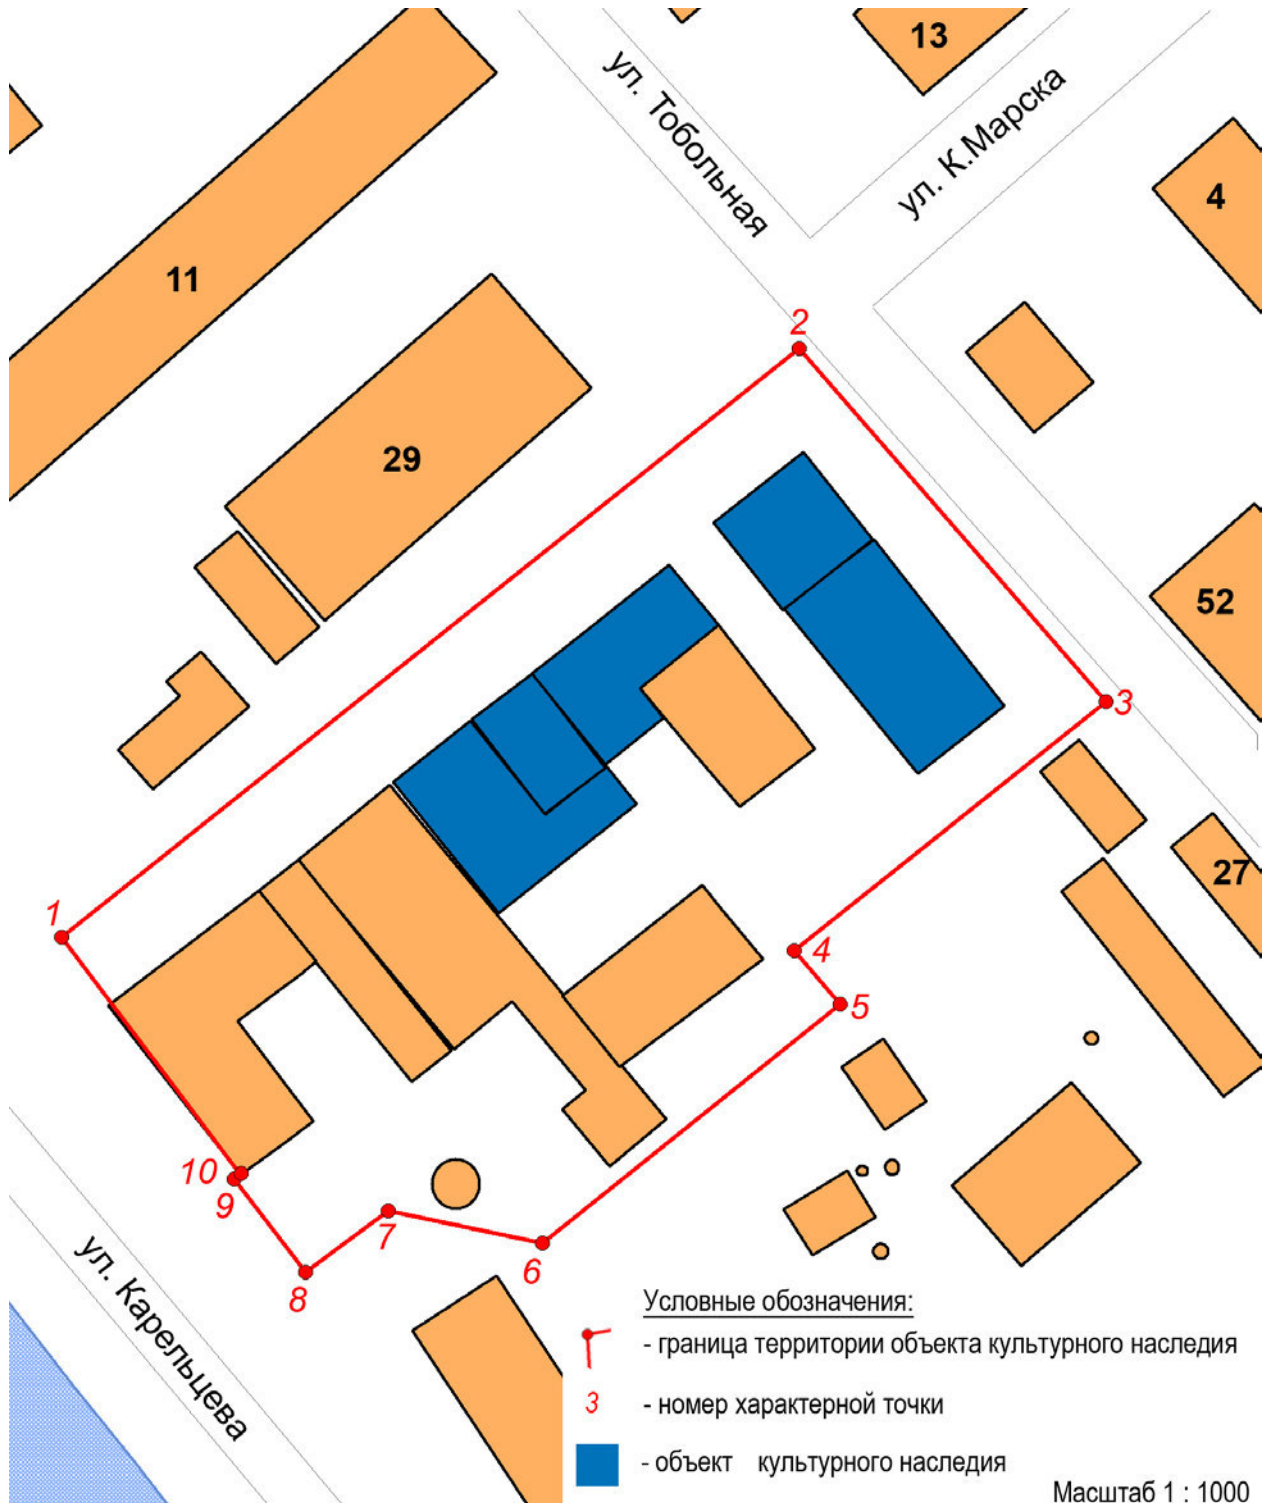 13
ул. Тобольная
ул. К.Марска
4
11
2
29
52
3
27
1
4
5
10
9
7
6
8
ул. Карельцева
Условные обозначения:
- граница территории объекта культурного наследия
3 - номер характерной точки
- объект культурного наследия
Масштаб 1 : 1000